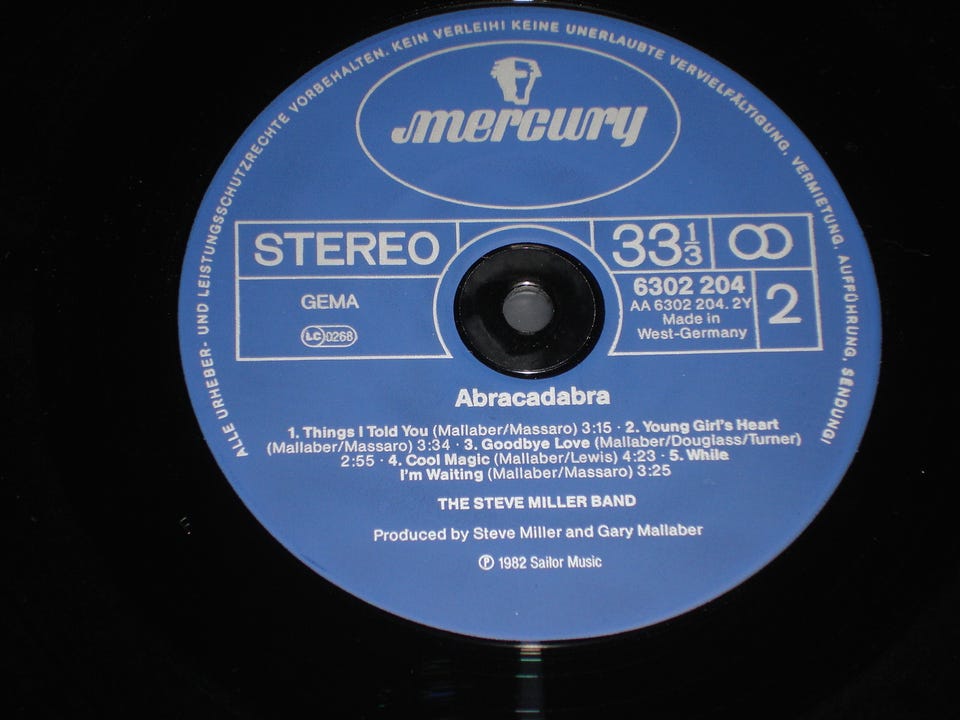 ALLE URHEBER- UND LEISTUNGSSCHUTZRECHTE VORBEHALTEN. KEIN VERLEIH! KEINE UNERLAUBTE VERVIELFÄLTIGUNG, VERMIETUNG, AUFFÜHRUNG, SENDUNG!
mercury
STEREO
33 1/3
GEMA
LC 0268
6302 204
AA 6302 204. 2Y
Made in
West-Germany
2
Abracadabra
1. Things I Told You (Mallaber/Massaro) 3:15 · 2. Young Girl's Heart
(Mallaber/Massaro) 3:34 · 3. Goodbye Love (Mallaber/Douglass/Turner)
2:55 · 4. Cool Magic (Mallaber/Lewis) 4:23 · 5. While
I'm Waiting (Mallaber/Massaro) 3:25
THE STEVE MILLER BAND
Produced by Steve Miller and Gary Mallaber
℗ 1982 Sailor Music